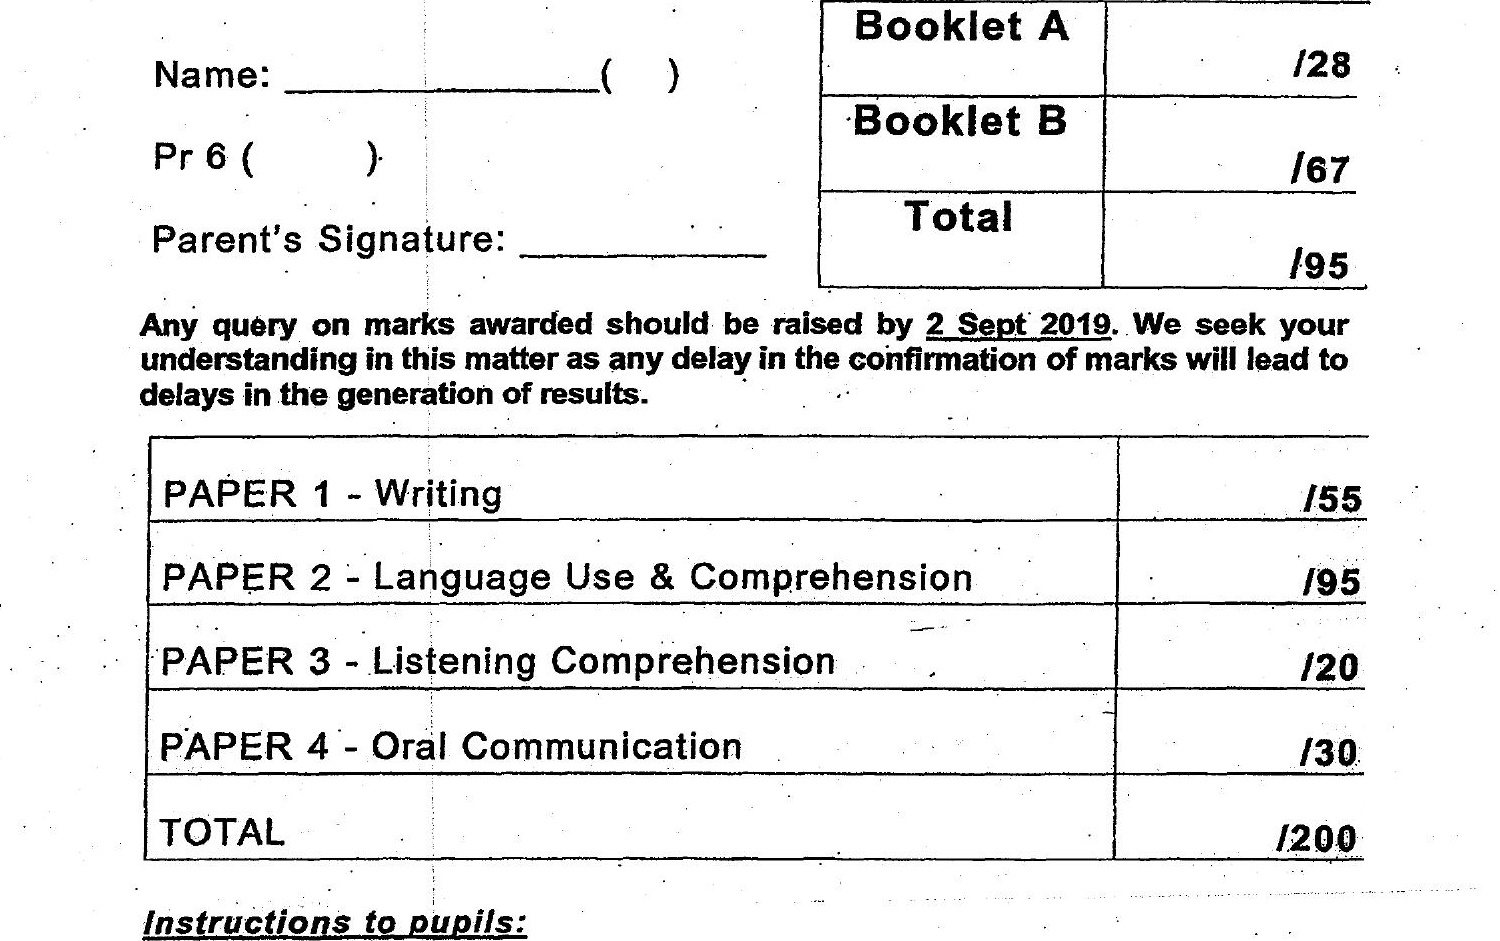 Booklet A
/28
Name: ______________( )
Booklet B
/67
Pr 6 ( )
Total
/95
Parent's Signature: ___________
Any query on marks awarded should be raised by 2 Sept 2019. We seek your
understanding in this matter as any delay in the confirmation of marks will lead to
delays in the generation of results.
PAPER 1 - Writing /55
PAPER 2 - Language Use & Comprehension /95
PAPER 3 - Listening Comprehension /20
PAPER 4 - Oral Communication /30
TOTAL /200
Instructions to pupils: